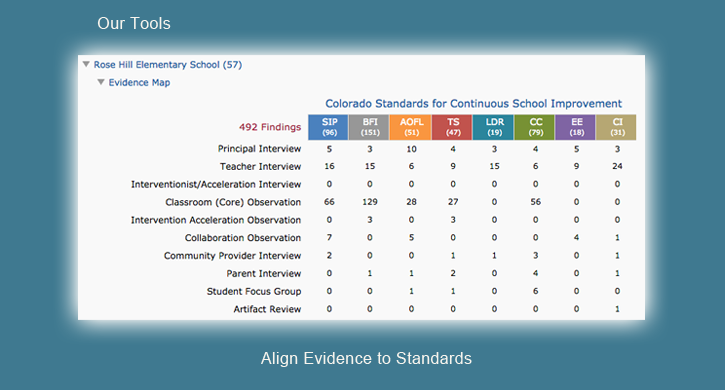 Our Tools
Rose Hill Elementary School (57)
Evidence Map
Colorado Standards for Continuous School Improvement
492 Findings SIP (96) BFI (151) AOFL (51) TS (47) LDR (19) CC (79) EE (18) CI (31)
Principal Interview 5 3 10 4 3 4 5 3
Teacher Interview 16 15 6 9 15 6 9 24
Interventionist/Acceleration Interview 0 0 0 0 0 0 0 0
Classroom (Core) Observation 66 129 28 27 0 56 0 0
Intervention Acceleration Observation 0 3 0 3 0 0 0 0
Collaboration Observation 7 0 5 0 0 0 4 1
Community Provider Interview 2 0 0 1 1 3 0 1
Parent Interview 0 1 1 2 0 4 0 1
Student Focus Group 0 0 1 1 0 6 0 0
Artifact Review 0 0 0 0 0 0 0 1
Align Evidence to Standards